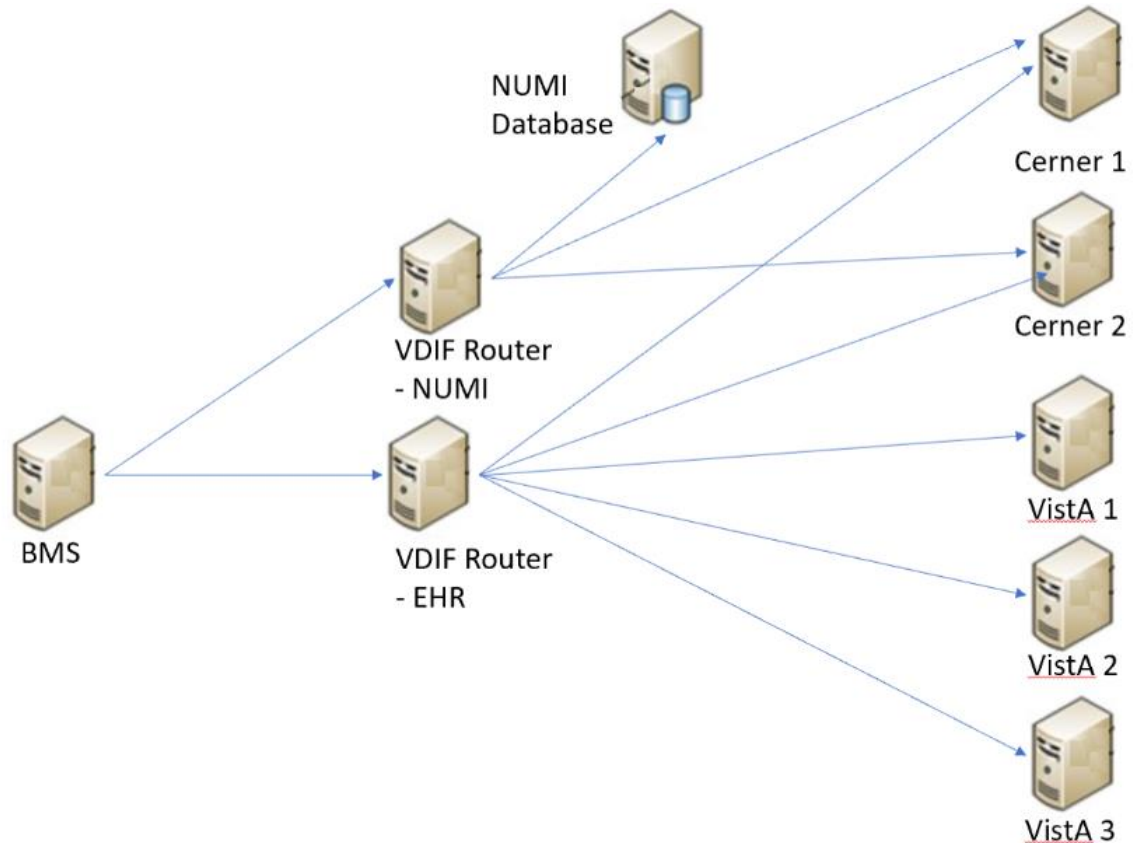 NUMI
Database
Cerner 1
Cerner 2
VDIF Router
- NUMI
BMS
VDIF Router
- EHR
VistA 1
VistA 2
VistA 3